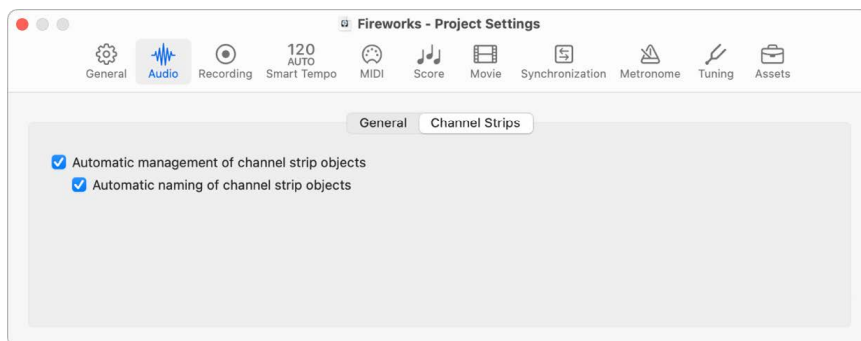 Fireworks - Project Settings
120
AUTO
General Audio Recording Smart Tempo MIDI Score Movie Synchronization Metronome Tuning Assets
General Channel Strips
Automatic management of channel strip objects
Automatic naming of channel strip objects